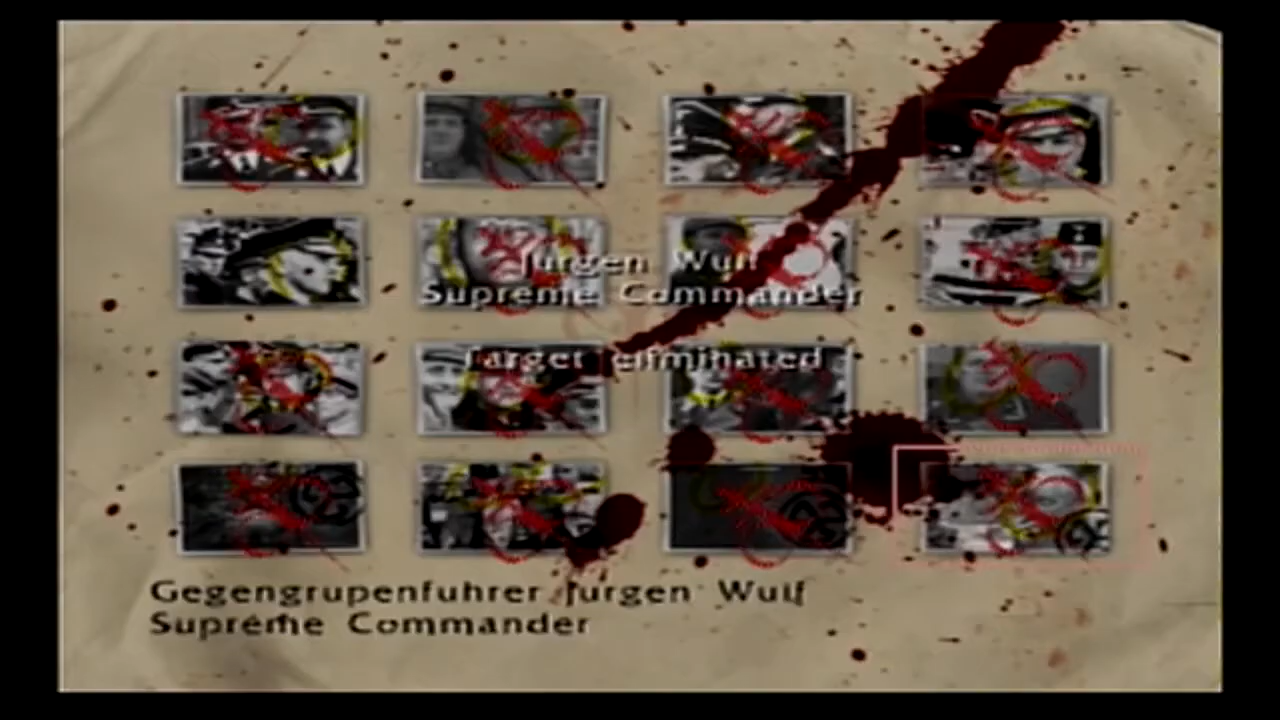 Jurgen Wulf
Supreme Commander
Target eliminated
Gegengrupenfuhrer Jurgen Wulf
Supreme Commander